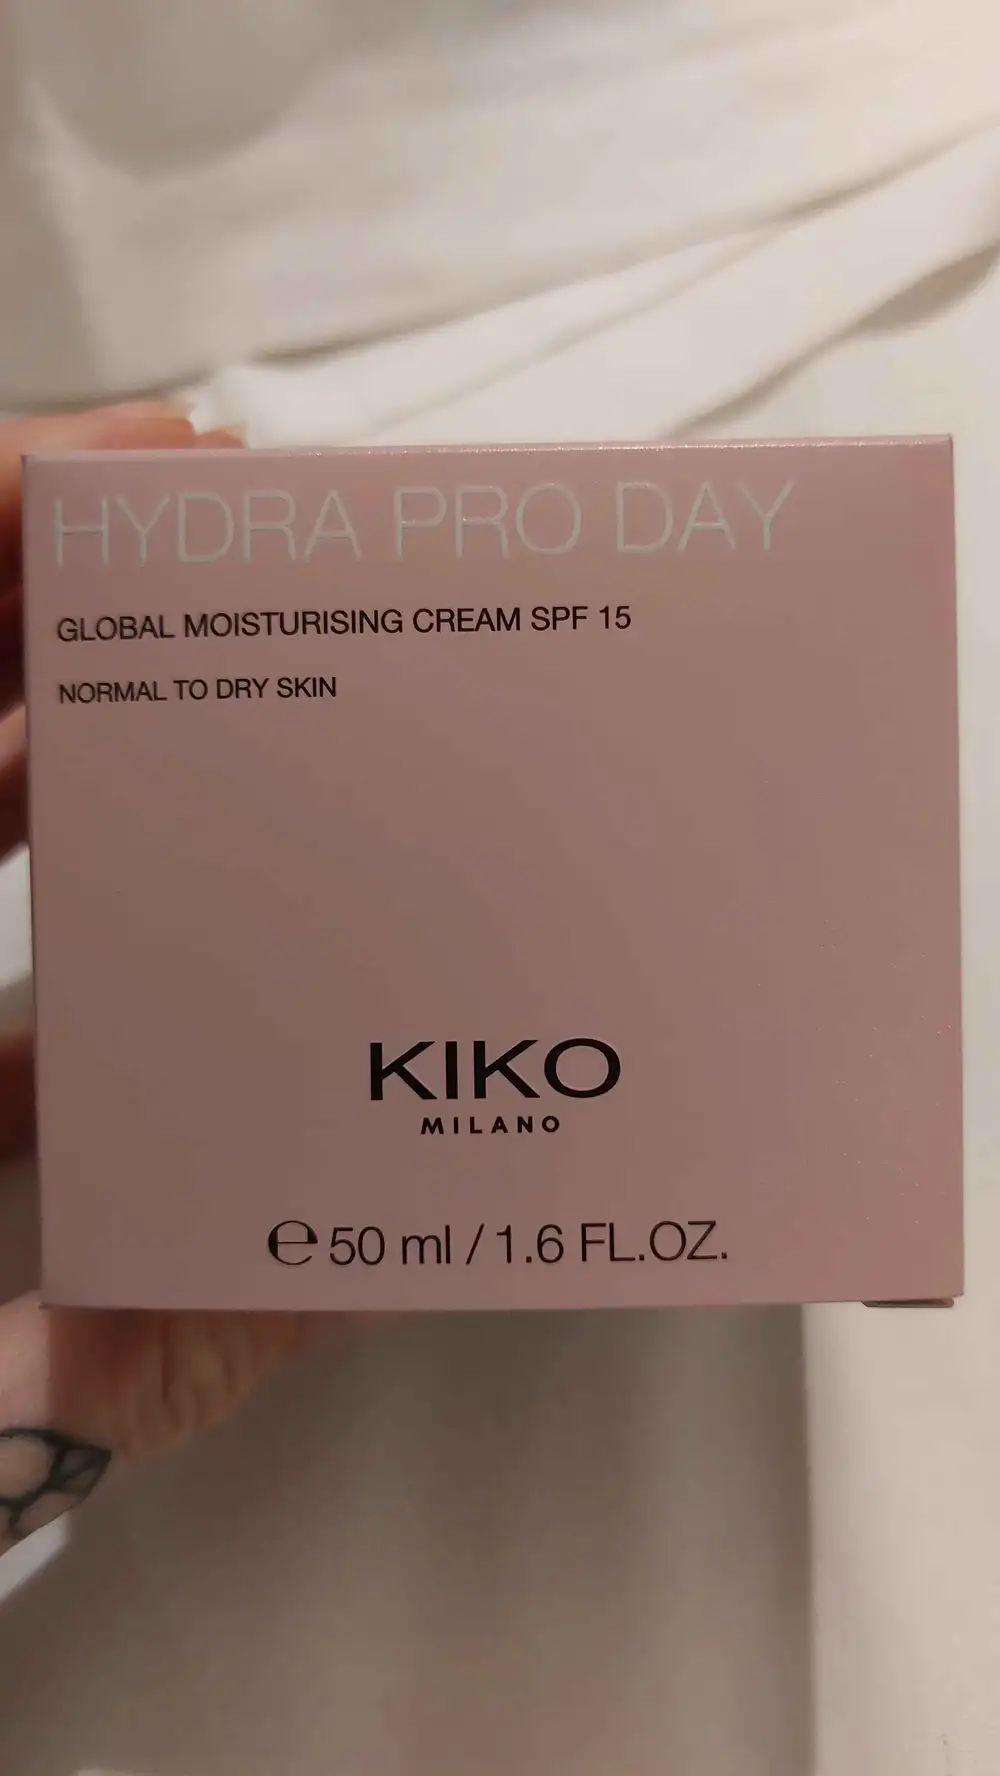 HYDRA PRO DAY
GLOBAL MOISTURISING CREAM SPF 15
NORMAL TO DRY SKIN
KIKO
MILANO
℮ 50 ml / 1.6 FL.OZ.